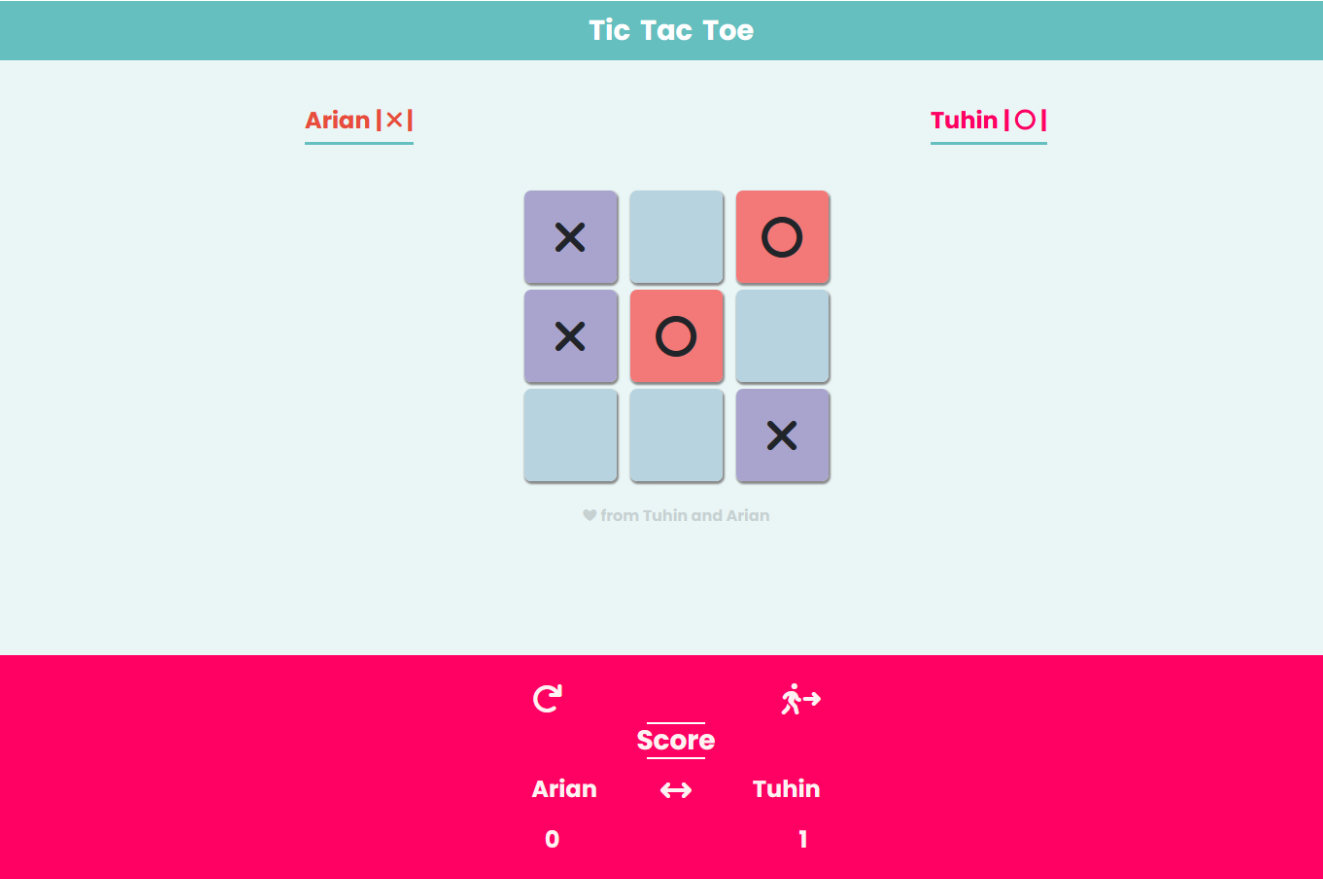 Tic Tac Toe
Arian |×|
Tuhin |○|
× ○
× ○
×
from Tuhin and Arian
Score
Arian ↔ Tuhin
0 1